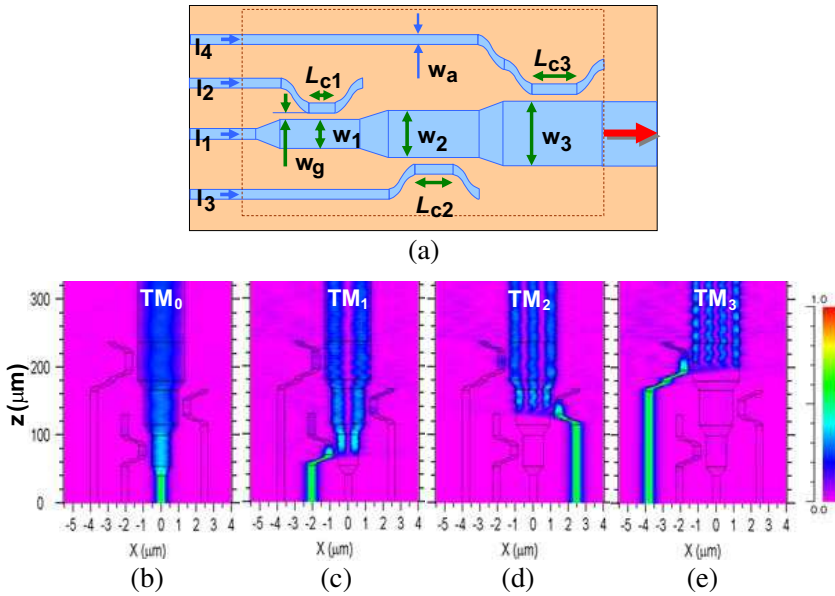 I4 wa Lc3
I2 Lc1
I1 w1 w2 w3
wg
I3 Lc2
(a)
TM0 TM1 TM2 TM3
1.0
300
200
100
0
0.0
z (μm)
-5 -4 -3 -2 -1 0 1 2 3 4 -5 -4 -3 -2 -1 0 1 2 3 4 -5 -4 -3 -2 -1 0 1 2 3 4 -5 -4 -3 -2 -1 0 1 2 3 4
X (μm) X (μm) X (μm) X (μm)
(b) (c) (d) (e)